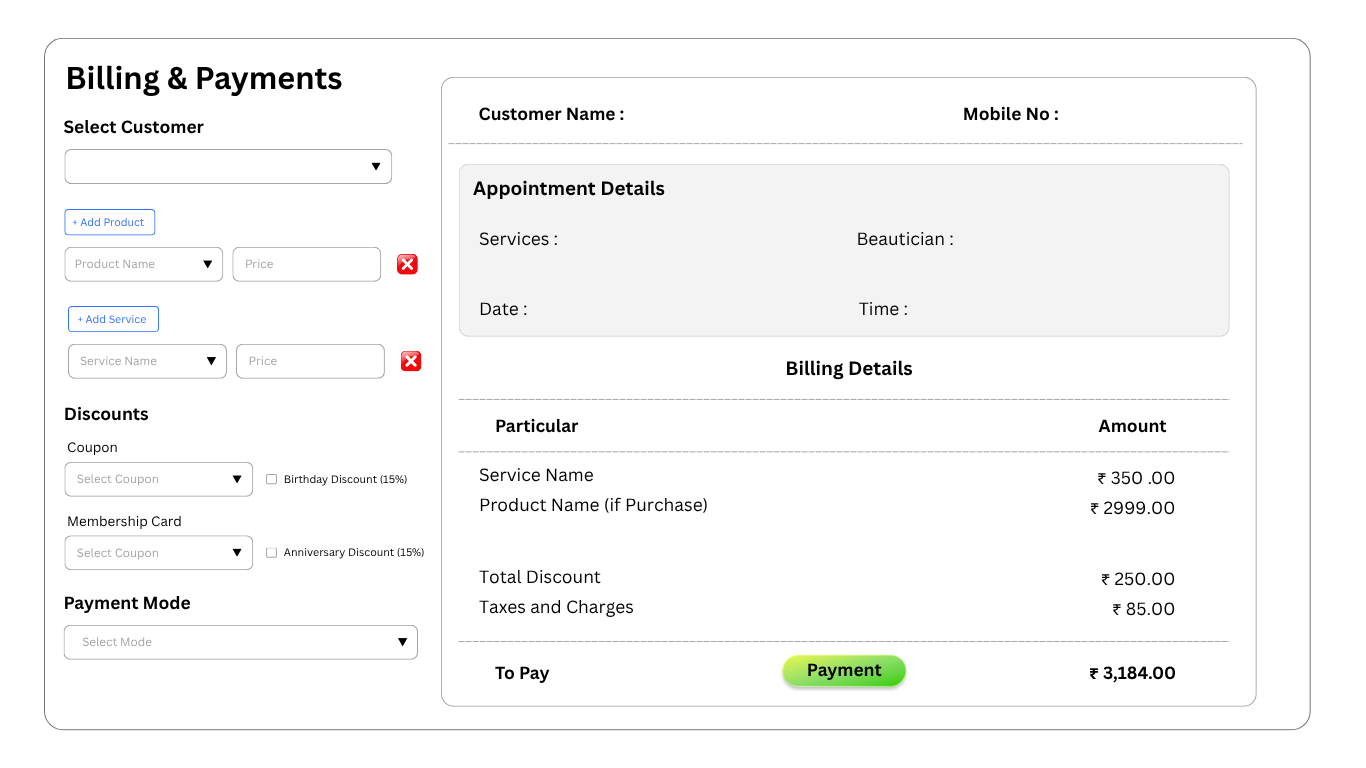 Billing & Payments
Select Customer
+ Add Product
Product Name
Price
+ Add Service
Service Name
Price
Discounts
Coupon
Select Coupon
Birthday Discount (15%)
Membership Card
Select Coupon
Anniversary Discount (15%)
Payment Mode
Select Mode
Customer Name : Mobile No :
Appointment Details
Services : Beautician :
Date : Time :
Billing Details
Particular Amount
Service Name ₹ 350 .00
Product Name (if Purchase) ₹ 2999.00
Total Discount ₹ 250.00
Taxes and Charges ₹ 85.00
To Pay Payment ₹ 3,184.00